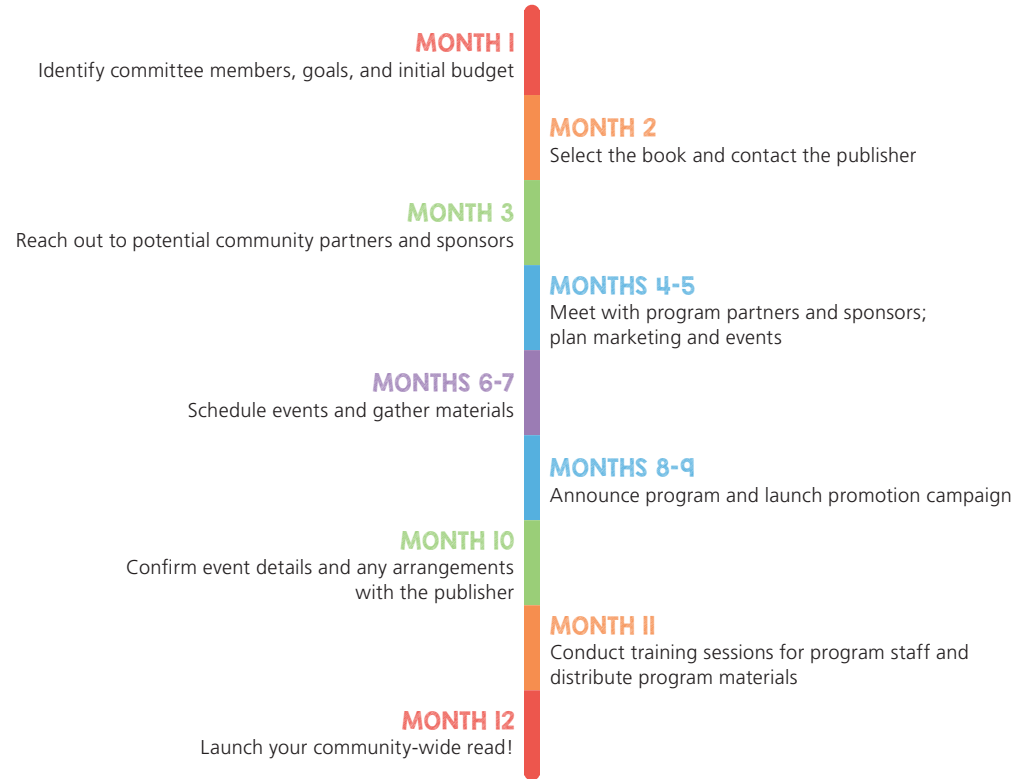 MONTH 1
Identify committee members, goals, and initial budget
MONTH 2
Select the book and contact the publisher
MONTH 3
Reach out to potential community partners and sponsors
MONTHS 4-5
Meet with program partners and sponsors;
plan marketing and events
MONTHS 6-7
Schedule events and gather materials
MONTHS 8-9
Announce program and launch promotion campaign
MONTH 10
Confirm event details and any arrangements
with the publisher
MONTH 11
Conduct training sessions for program staff and
distribute program materials
MONTH 12
Launch your community-wide read!